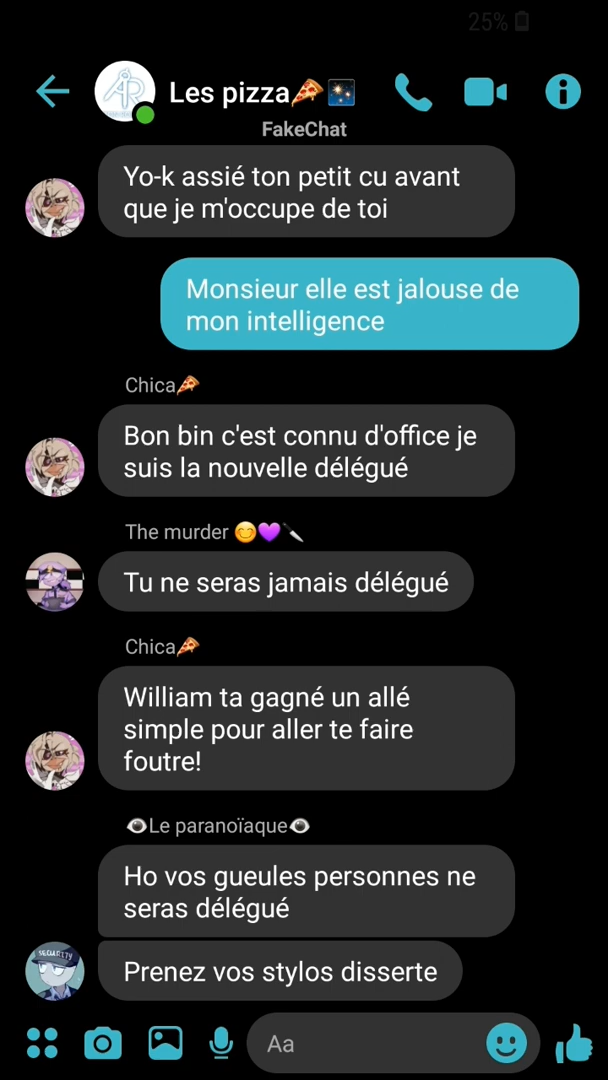 25%
Les pizza🍕🎇
FakeChat
Yo-k assié ton petit cu avant
que je m'occupe de toi
Monsieur elle est jalouse de
mon intelligence
Chica🍕
Bon bin c'est connu d'office je
suis la nouvelle délégué
The murder 😊💜🔪
Tu ne seras jamais délégué
Chica🍕
William ta gagné un allé
simple pour aller te faire
foutre!
👁Le paranoïaque👁
Ho vos gueules personnes ne
seras délégué
SECURITY
Prenez vos stylos disserte
Aa